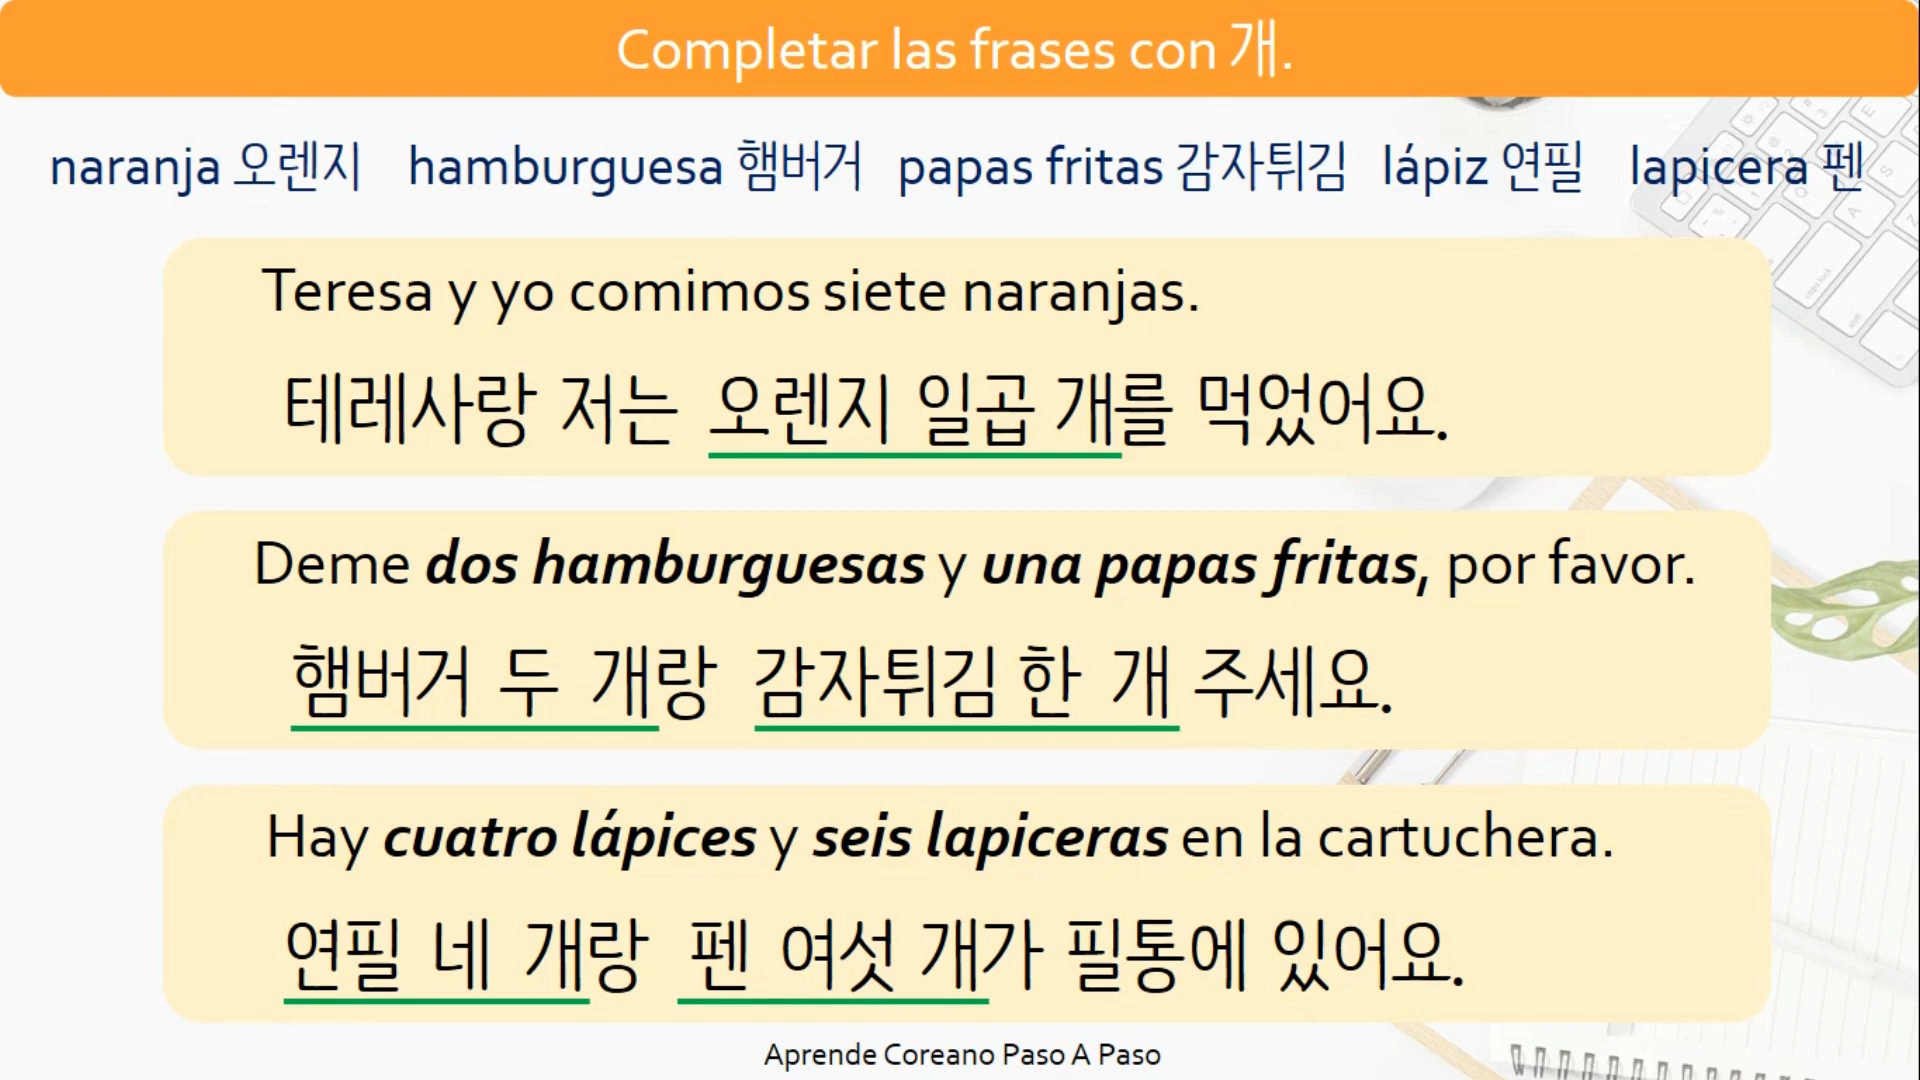 Completar las frases con 개.
naranja 오렌지 hamburguesa 햄버거 papas fritas 감자튀김 lápiz 연필 lapicera 펜
Teresa y yo comimos siete naranjas.
테레사랑 저는 오렌지 일곱 개를 먹었어요.
Deme dos hamburguesas y una papas fritas, por favor.
햄버거 두 개랑 감자튀김 한 개 주세요.
Hay cuatro lápices y seis lapiceras en la cartuchera.
연필 네 개랑 펜 여섯 개가 필통에 있어요.
Aprende Coreano Paso A Paso